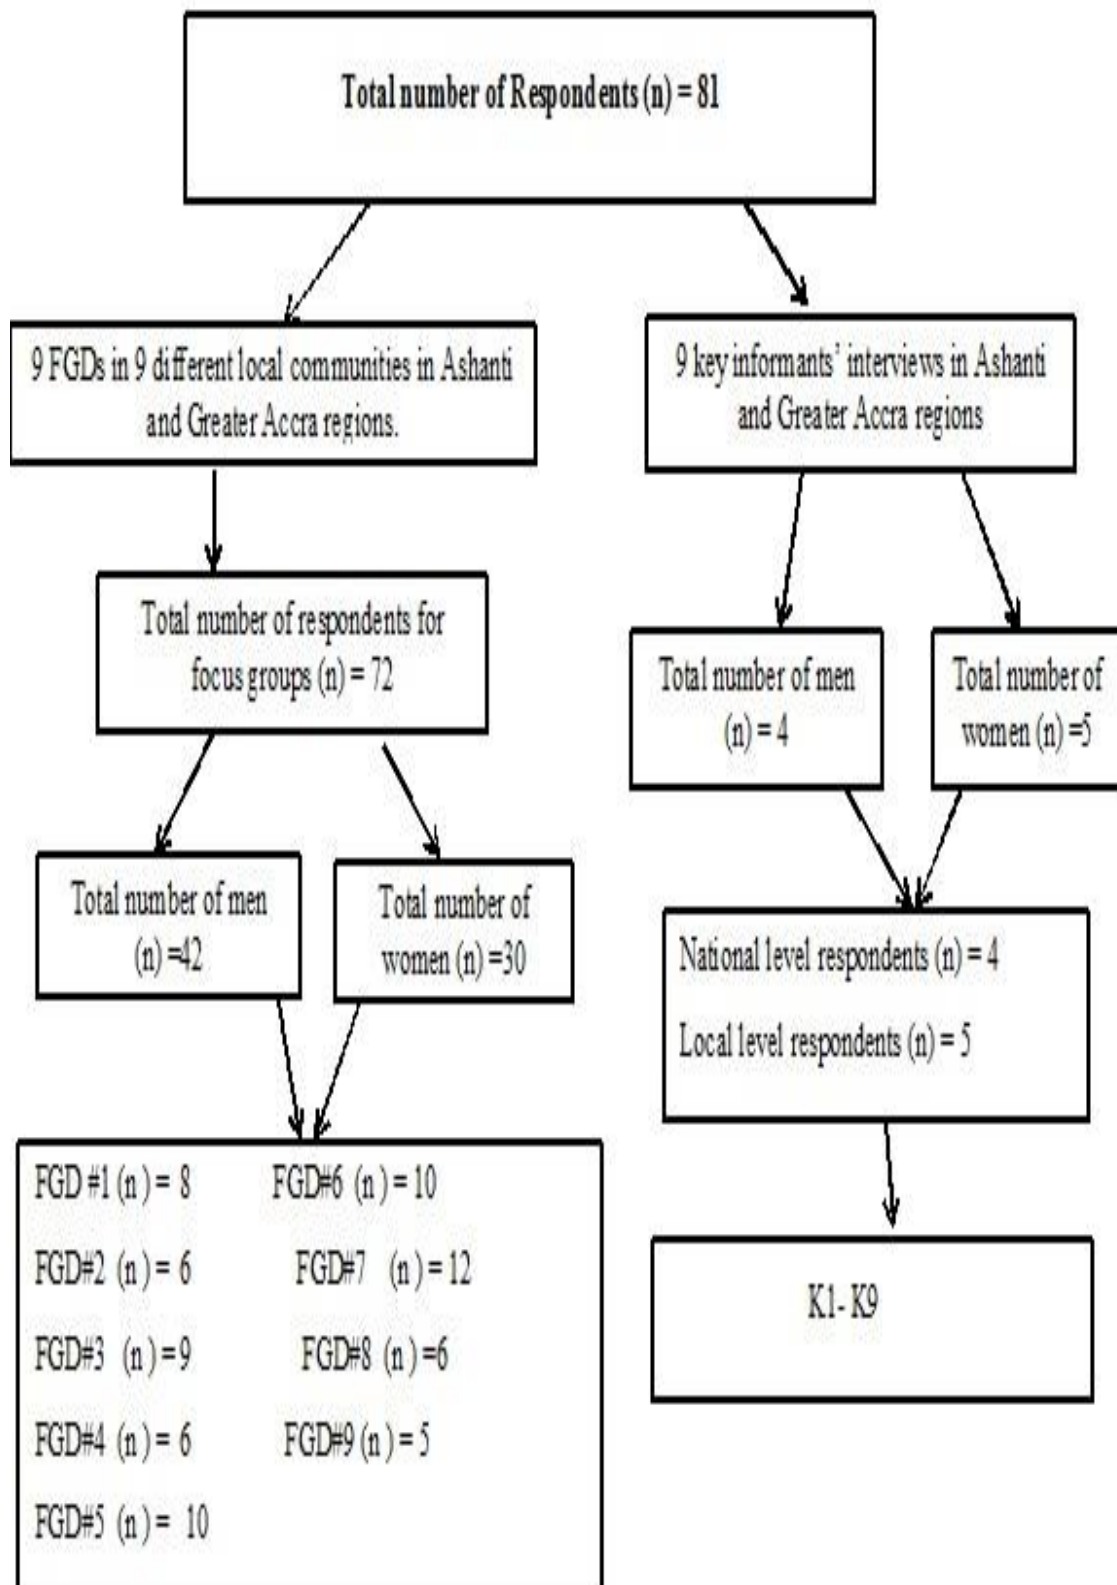 Total number of Respondents (n) = 81
9 FGDs in 9 different local communities in Ashanti
and Greater Accra regions.
9 key informants' interviews in Ashanti
and Greater Accra regions
Total number of respondents for
focus groups (n) = 72
Total number of men
(n) = 4
Total number of
women (n) =5
Total number of men
(n) =42
Total number of
women (n) =30
National level respondents (n) = 4
Local level respondents (n) = 5
FGD #1 (n) = 8 FGD#6 (n) = 10
FGD#2 (n) = 6 FGD#7 (n) = 12
FGD#3 (n) = 9 FGD#8 (n) =6
FGD#4 (n) = 6 FGD#9 (n) = 5
FGD#5 (n) = 10
K1- K9